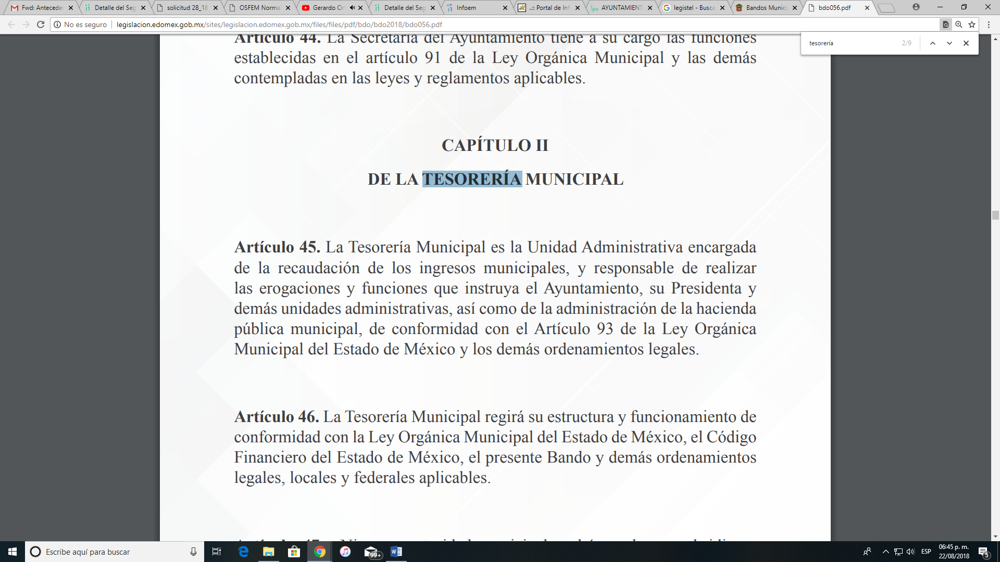 Fwd: Anteceder
Detalle del Seg
solicitud 28_18
OSFEM Norma
Gerardo Or
Detalle del Seg
Infoem
..:: Portal de Inf
AYUNTAMIENT
legistel - Busca
Bandos Munici
bdo056.pdf
No es seguro
legislacion.edomex.gob.mx/sites/legislacion.edomex.gob.mx/files/files/pdf/bdo/bdo2018/bdo056.pdf
tesorería 2/9
Artículo 44. La Secretaría del Ayuntamiento tiene a su cargo las funciones
establecidas en el artículo 91 de la Ley Orgánica Municipal y las demás
contempladas en las leyes y reglamentos aplicables.
CAPÍTULO II
DE LA TESORERÍA MUNICIPAL
Artículo 45. La Tesorería Municipal es la Unidad Administrativa encargada
de la recaudación de los ingresos municipales, y responsable de realizar
las erogaciones y funciones que instruya el Ayuntamiento, su Presidenta y
demás unidades administrativas, así como de la administración de la hacienda
pública municipal, de conformidad con el Artículo 93 de la Ley Orgánica
Municipal del Estado de México y los demás ordenamientos legales.
Artículo 46. La Tesorería Municipal regirá su estructura y funcionamiento de
conformidad con la Ley Orgánica Municipal del Estado de México, el Código
Financiero del Estado de México, el presente Bando y demás ordenamientos
legales, locales y federales aplicables.
Escribe aquí para buscar
99+
ESP
06:45 p. m.
22/08/2018
5